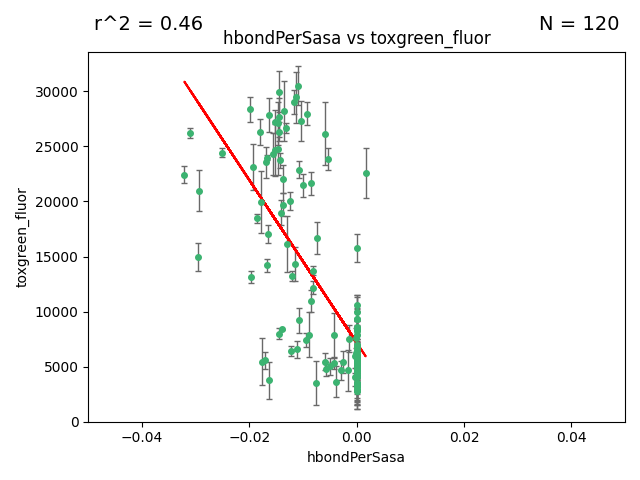 r^2 = 0.46
N = 120
hbondPerSasa vs toxgreen_fluor
30000
25000
20000
15000
10000
5000
0
toxgreen_fluor
−0.04
−0.02
0.00
0.02
0.04
hbondPerSasa